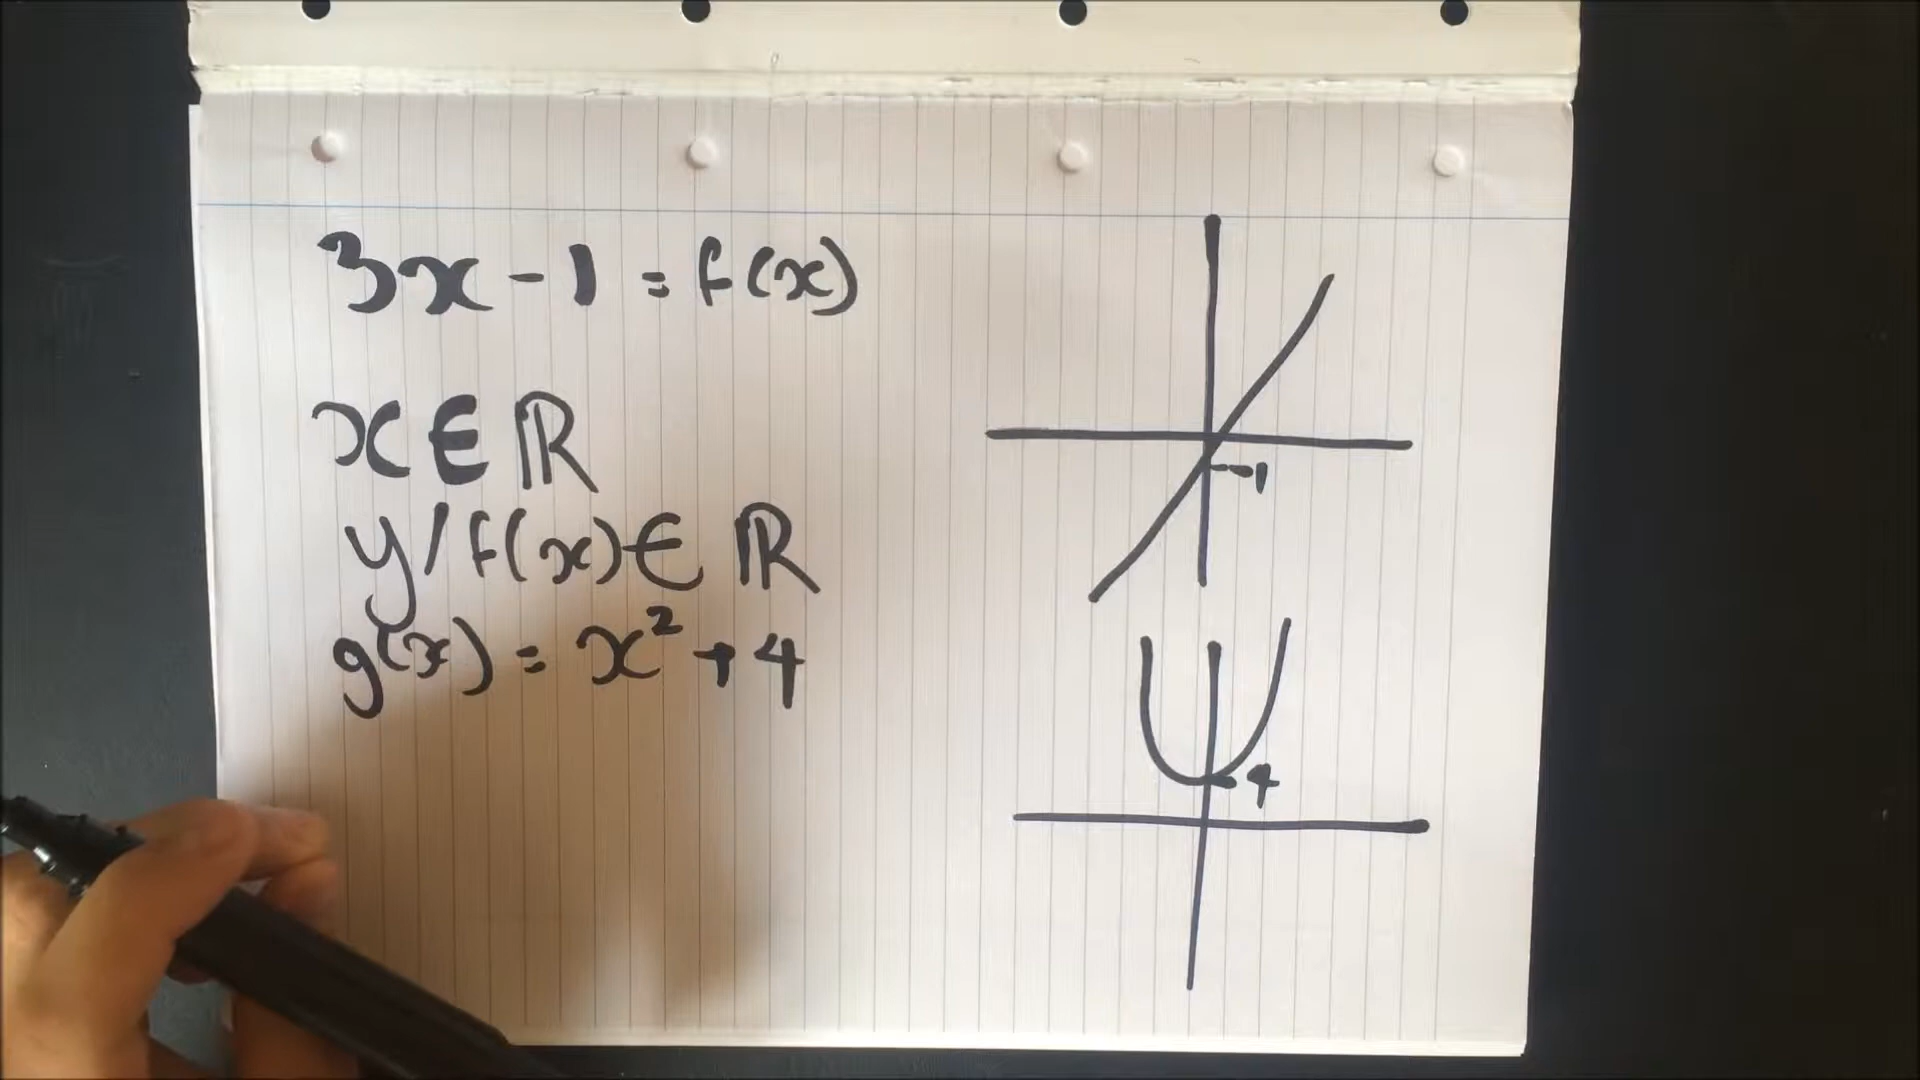 3x - 1 = f(x)
x ∈ ℝ
y/f(x) ∈ ℝ
g(x) = x² + 4
-1
4